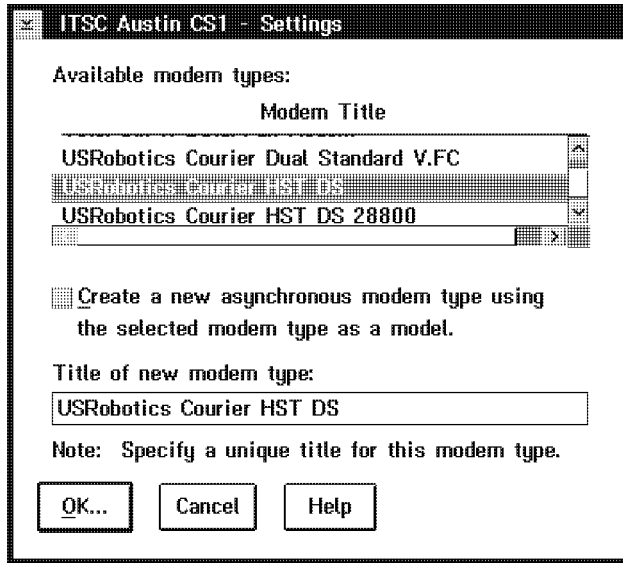 ITSC Austin CS1 - Settings
Available modem types:
Modem Title
USRobotics Courier Dual Standard V.FC
USRobotics Courier HST DS
USRobotics Courier HST DS 28800
Create a new asynchronous modem type using
the selected modem type as a model.
Title of new modem type:
USRobotics Courier HST DS
Note: Specify a unique title for this modem type.
OK... Cancel Help